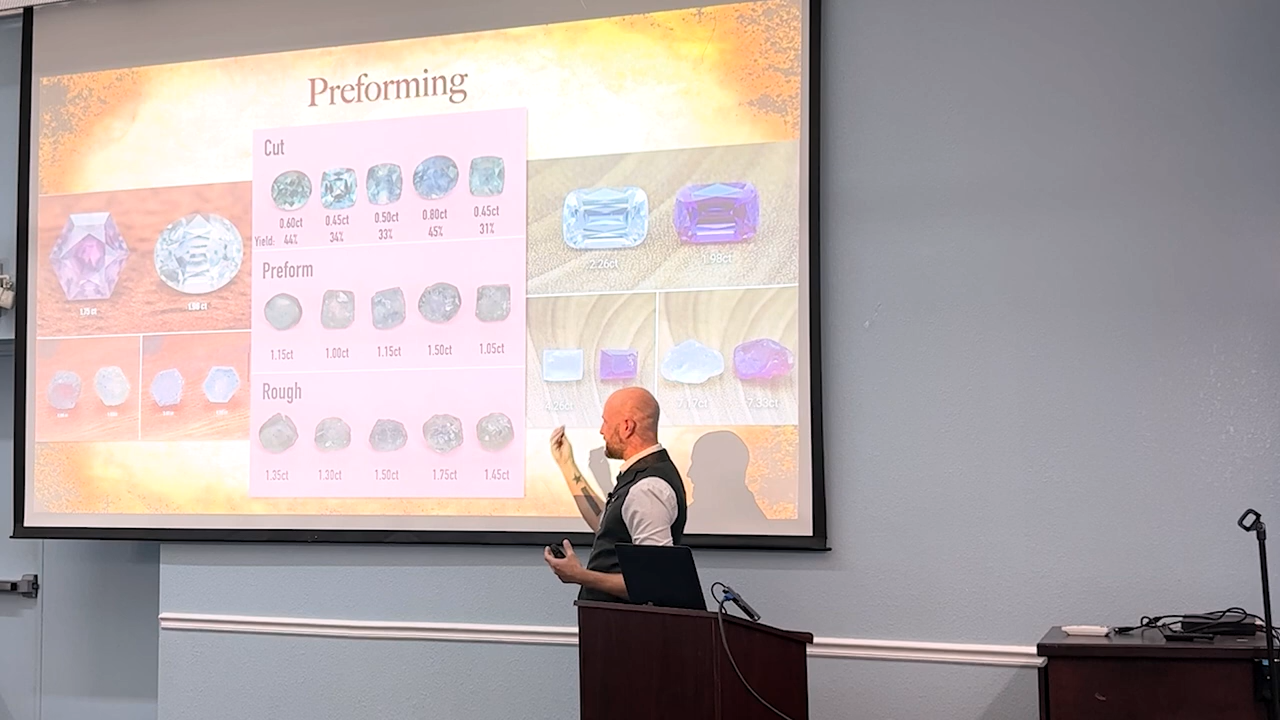 Preforming
Cut
0.60ct 0.45ct 0.50ct 0.80ct 0.45ct
Yield: 44% 34% 33% 45% 31%
Preform
1.15ct 1.00ct 1.15ct 1.50ct 1.05ct
Rough
1.35ct 1.30ct 1.50ct 1.75ct 1.45ct
2.26ct 1.98ct
7.33ct